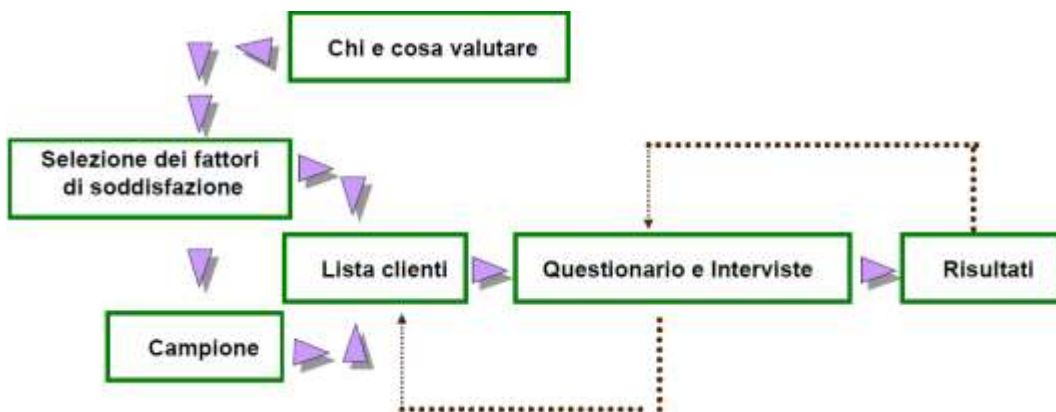 Chi e cosa valutare
Selezione dei fattori
di soddisfazione
Lista clienti
Questionario e Interviste
Risultati
Campione